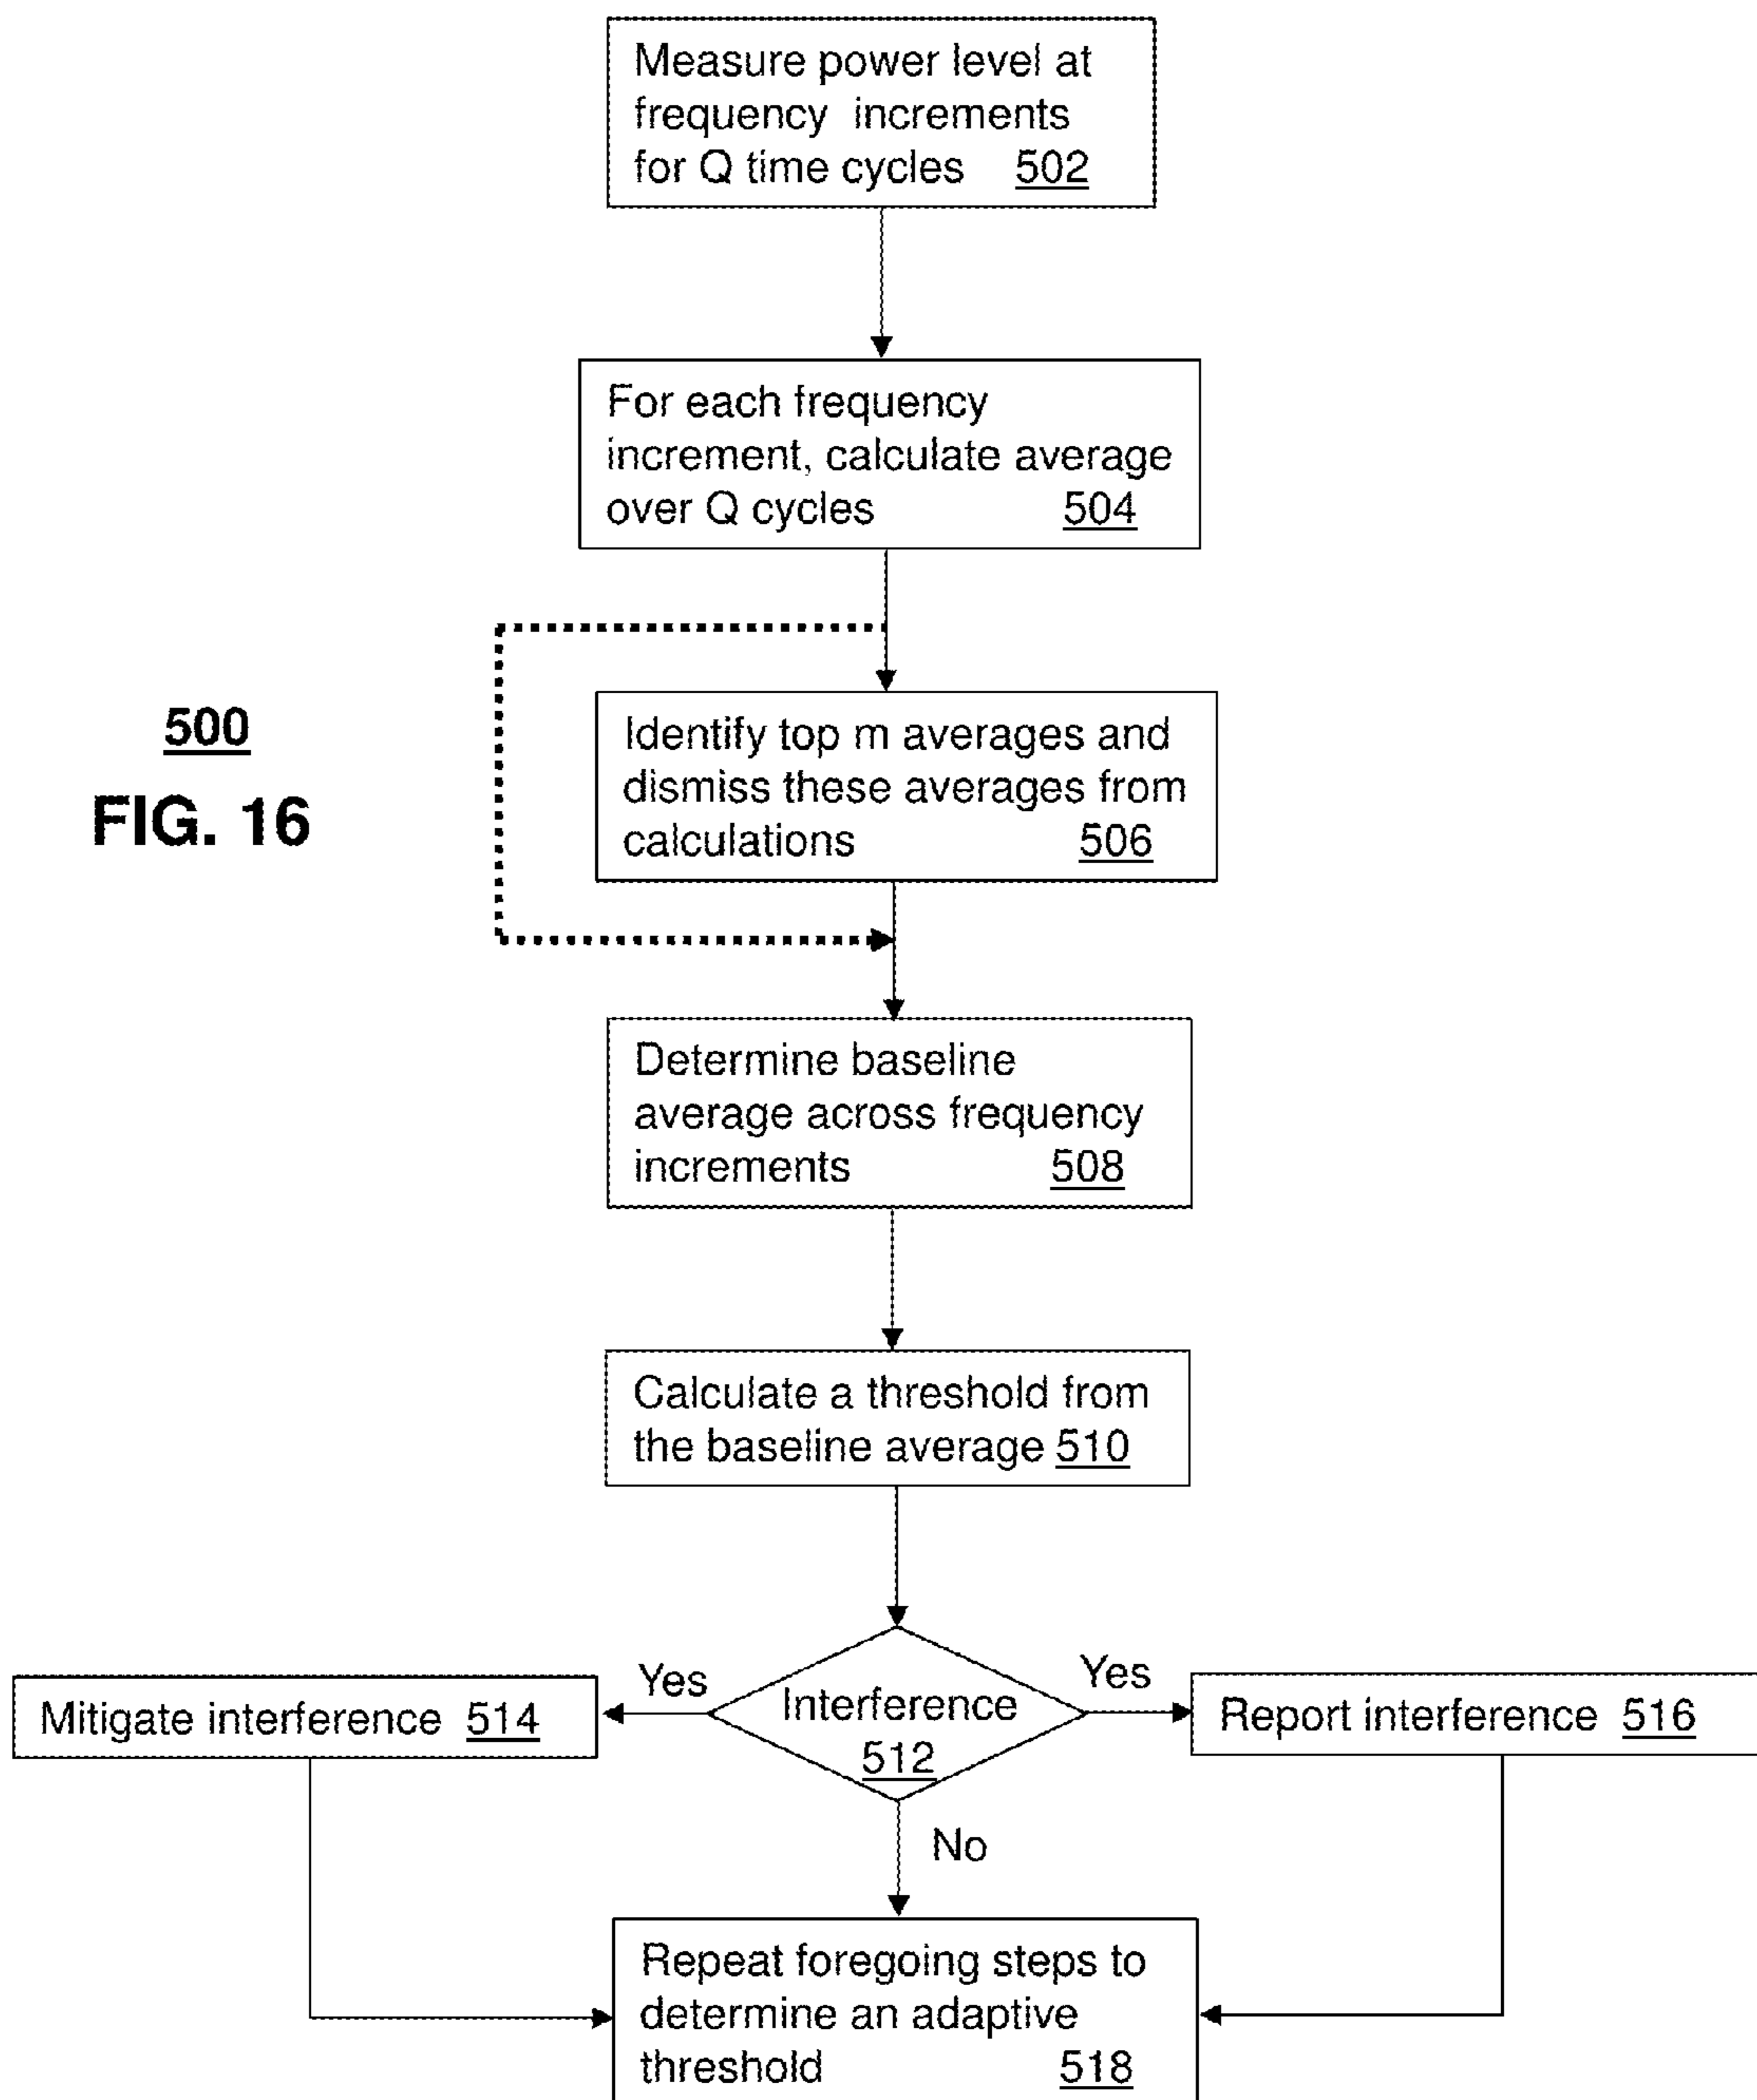 Measure power level at
frequency increments
for Q time cycles 502
For each frequency
increment, calculate average
over Q cycles 504
500
FIG. 16
Identify top m averages and
dismiss these averages from
calculations 506
Determine baseline
average across frequency
increments 508
Calculate a threshold from
the baseline average 510
Yes
Yes
Mitigate interference 514
Interference
512
Report interference 516
No
Repeat foregoing steps to
determine an adaptive
threshold 518